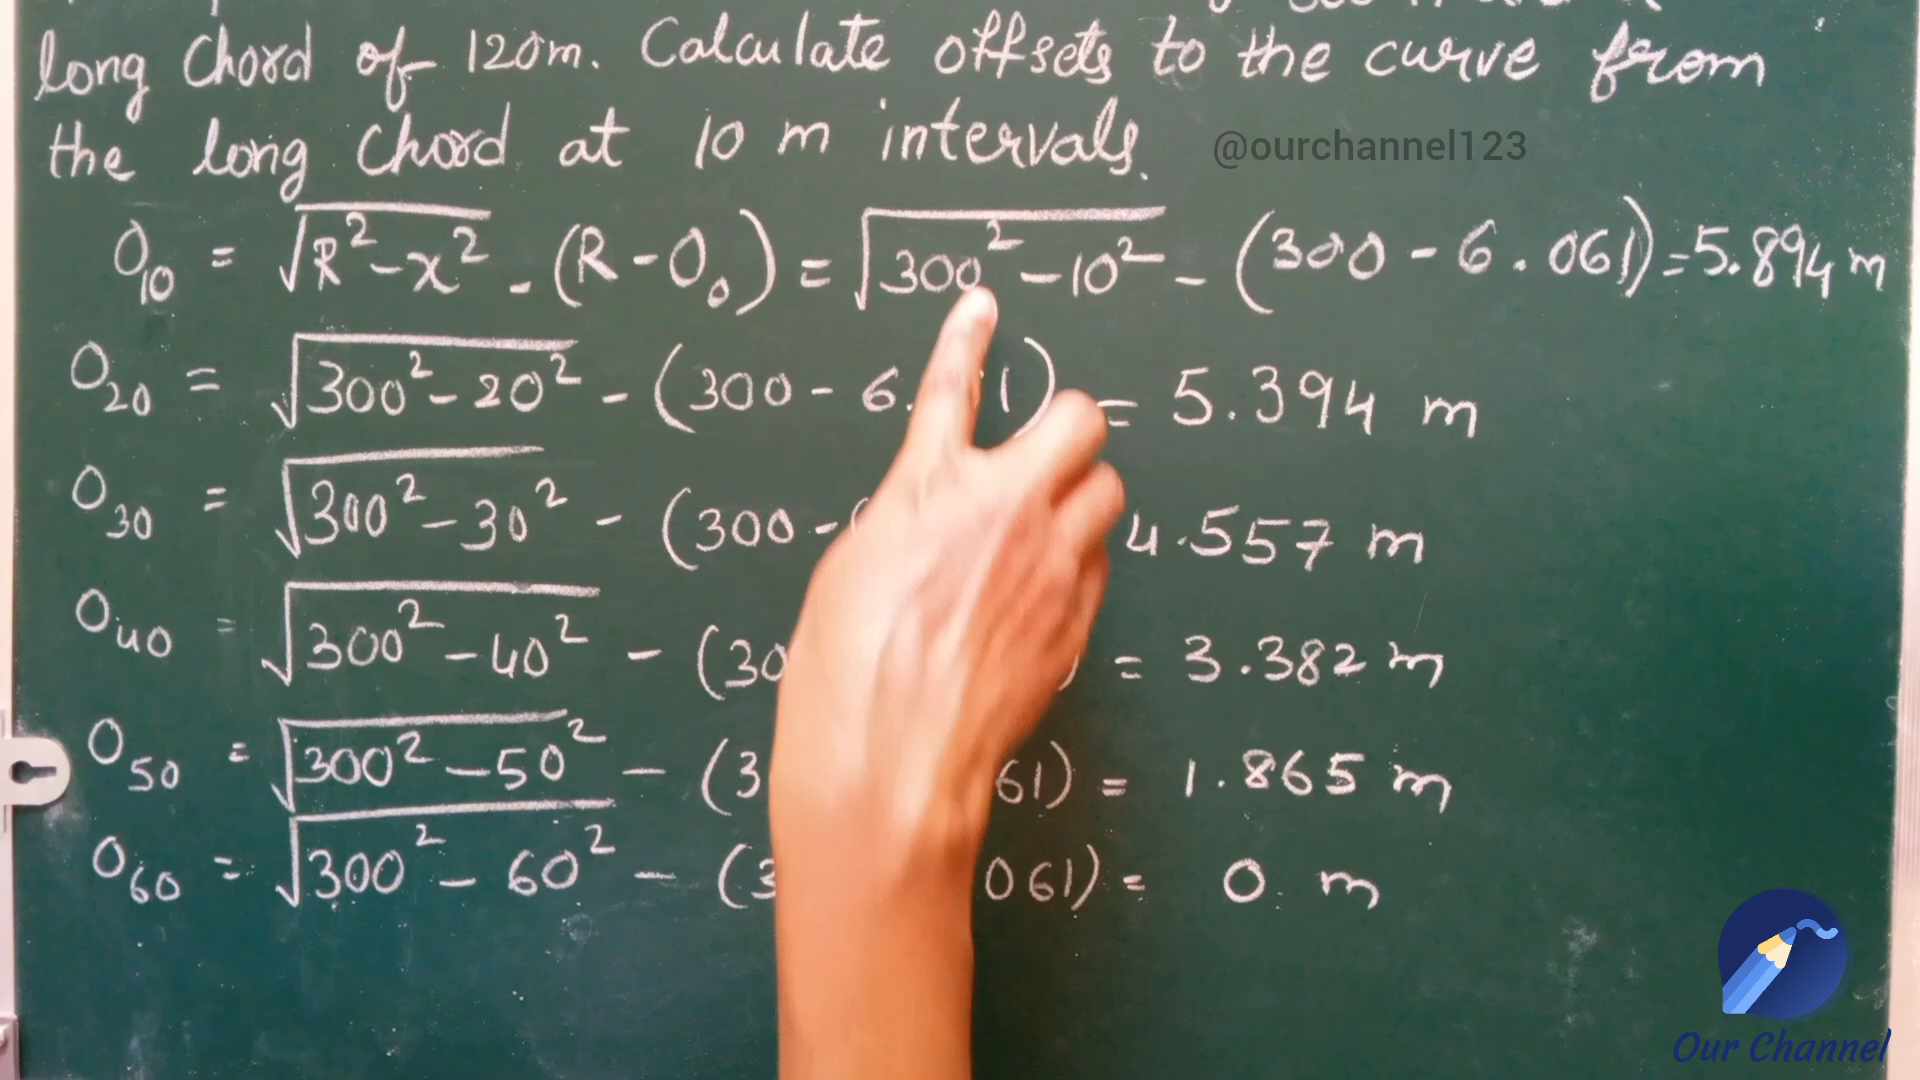 long chord of 120m. Calculate offsets to the curve from
the long chord at 10 m intervals.
@ourchannel123
O₁₀ = √R²-x² - (R-O₀) = √300²-10² - (300-6.061) = 5.894 m
O₂₀ = √300²-20² - (300-6. 1) = 5.394 m
O₃₀ = √300²-30² - (300- 4.557 m
O₄₀ = √300²-40² - (30 ) = 3.382 m
O₅₀ = √300²-50² - (3 61) = 1.865 m
O₆₀ = √300²-60² - (3 061) = 0 m
Our Channel